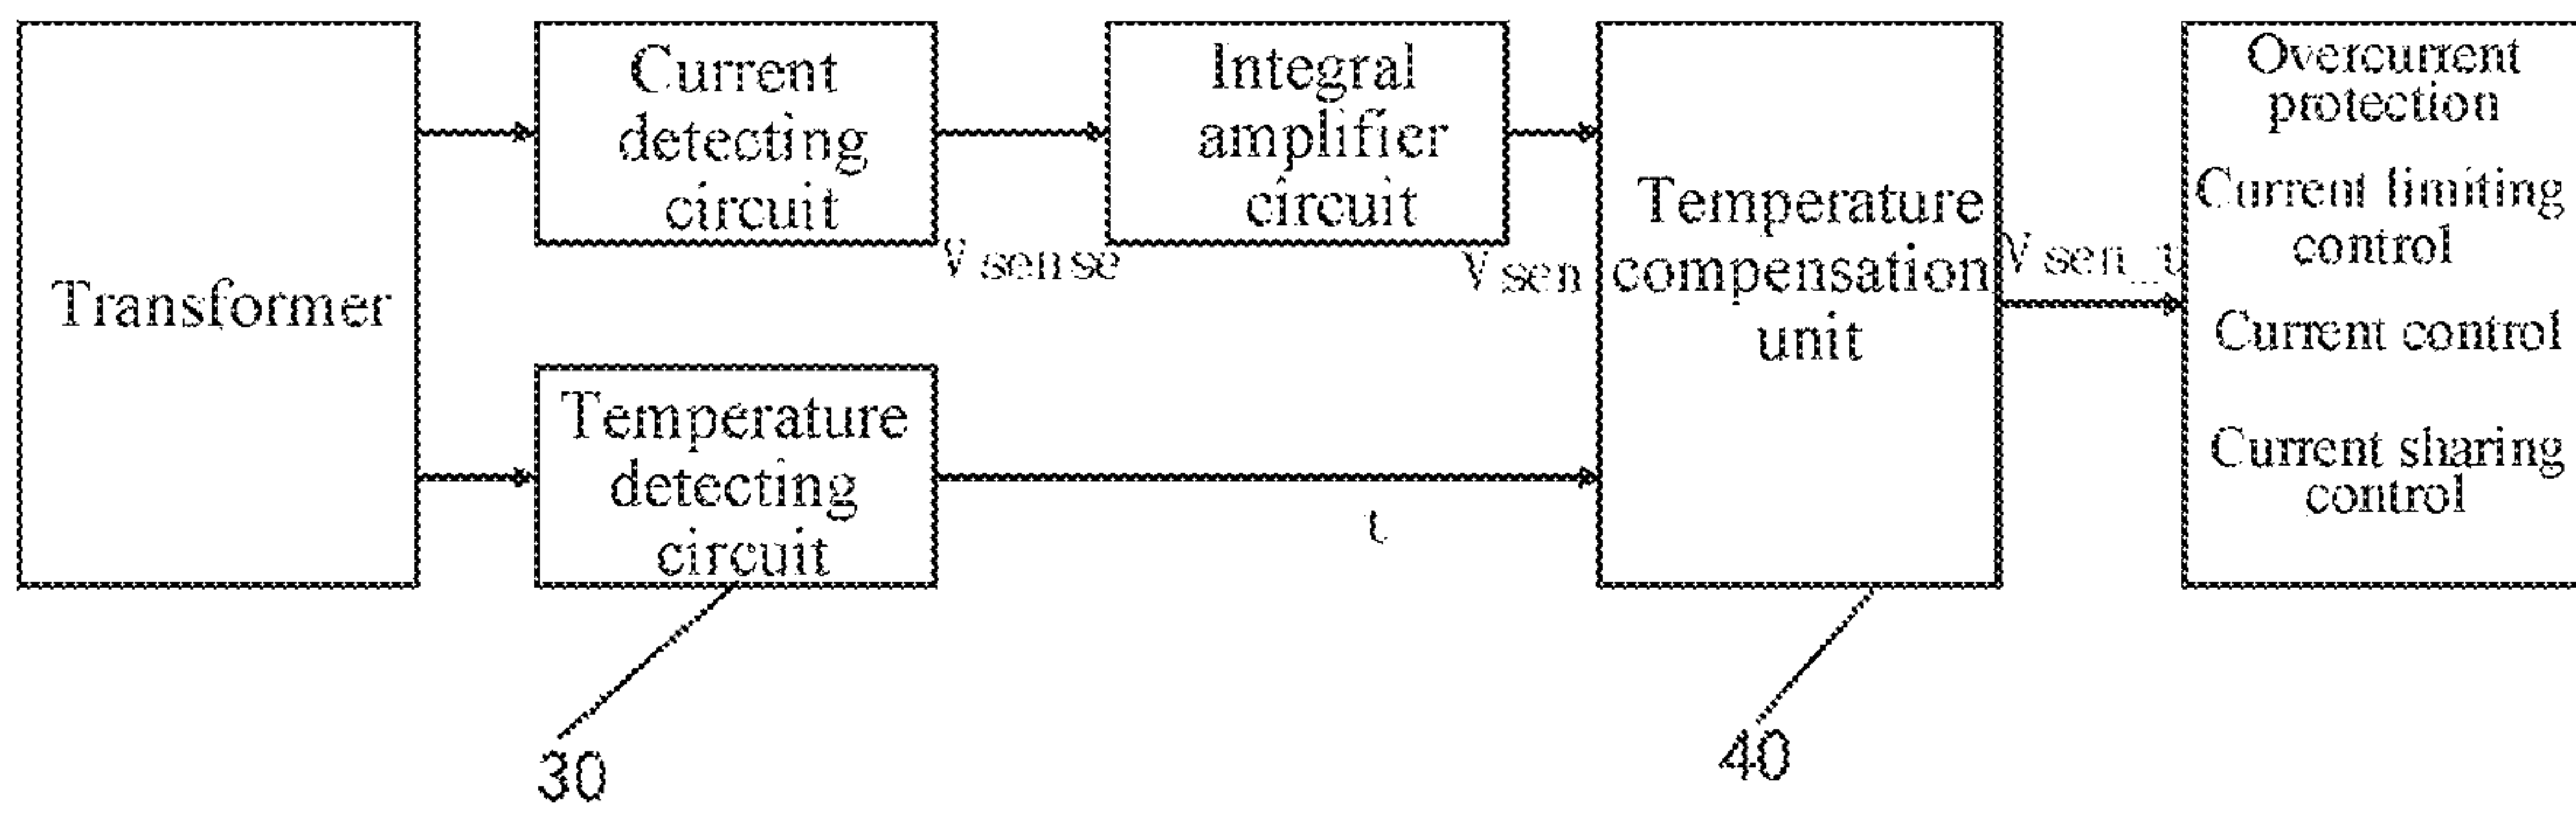 Transformer
Current
detecting
circuit
V sense
Integral
amplifier
circuit
V sen
Temperature
detecting
circuit
t
Temperature
compensation
unit
Overcurrent
protection
Current limiting
control
Current control
Current sharing
control
30
40